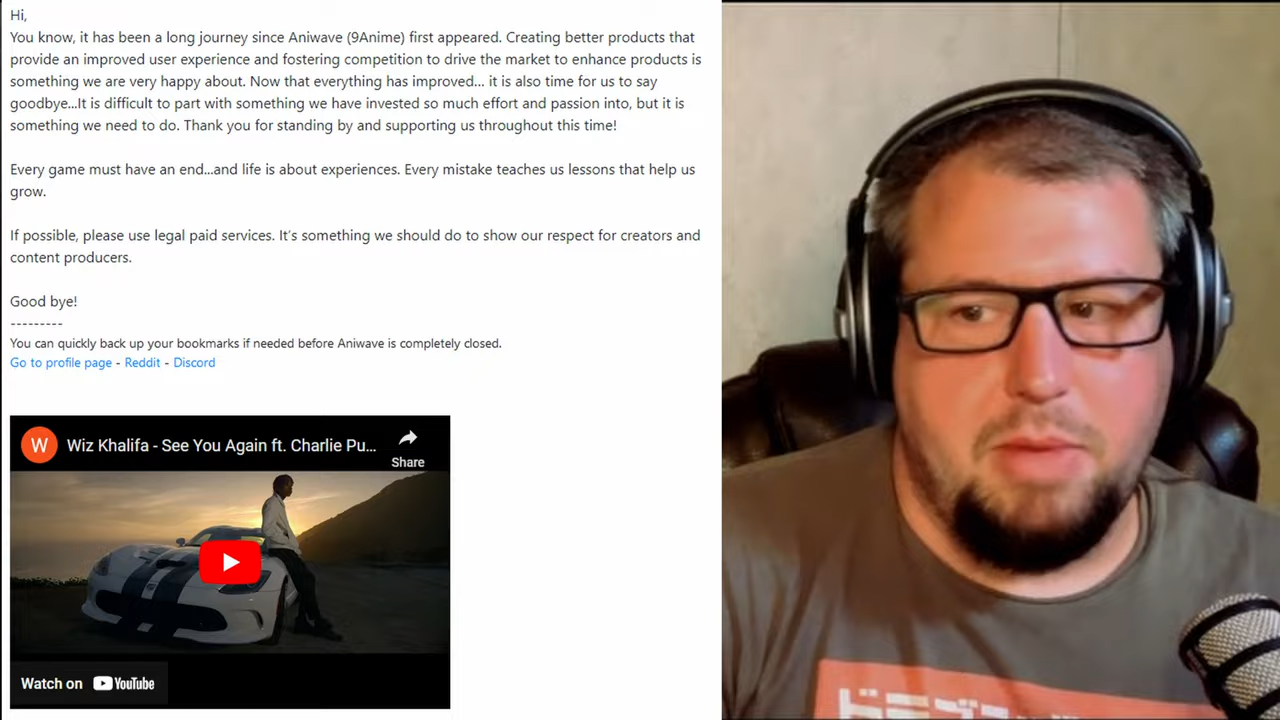 Hi,
You know, it has been a long journey since Aniwave (9Anime) first appeared. Creating better products that
provide an improved user experience and fostering competition to drive the market to enhance products is
something we are very happy about. Now that everything has improved... it is also time for us to say
goodbye...It is difficult to part with something we have invested so much effort and passion into, but it is
something we need to do. Thank you for standing by and supporting us throughout this time!
Every game must have an end...and life is about experiences. Every mistake teaches us lessons that help us
grow.
If possible, please use legal paid services. It's something we should do to show our respect for creators and
content producers.
Good bye!
---------
You can quickly back up your bookmarks if needed before Aniwave is completely closed.
Go to profile page - Reddit - Discord
W
Wiz Khalifa - See You Again ft. Charlie Pu...
Share
Watch on YouTube